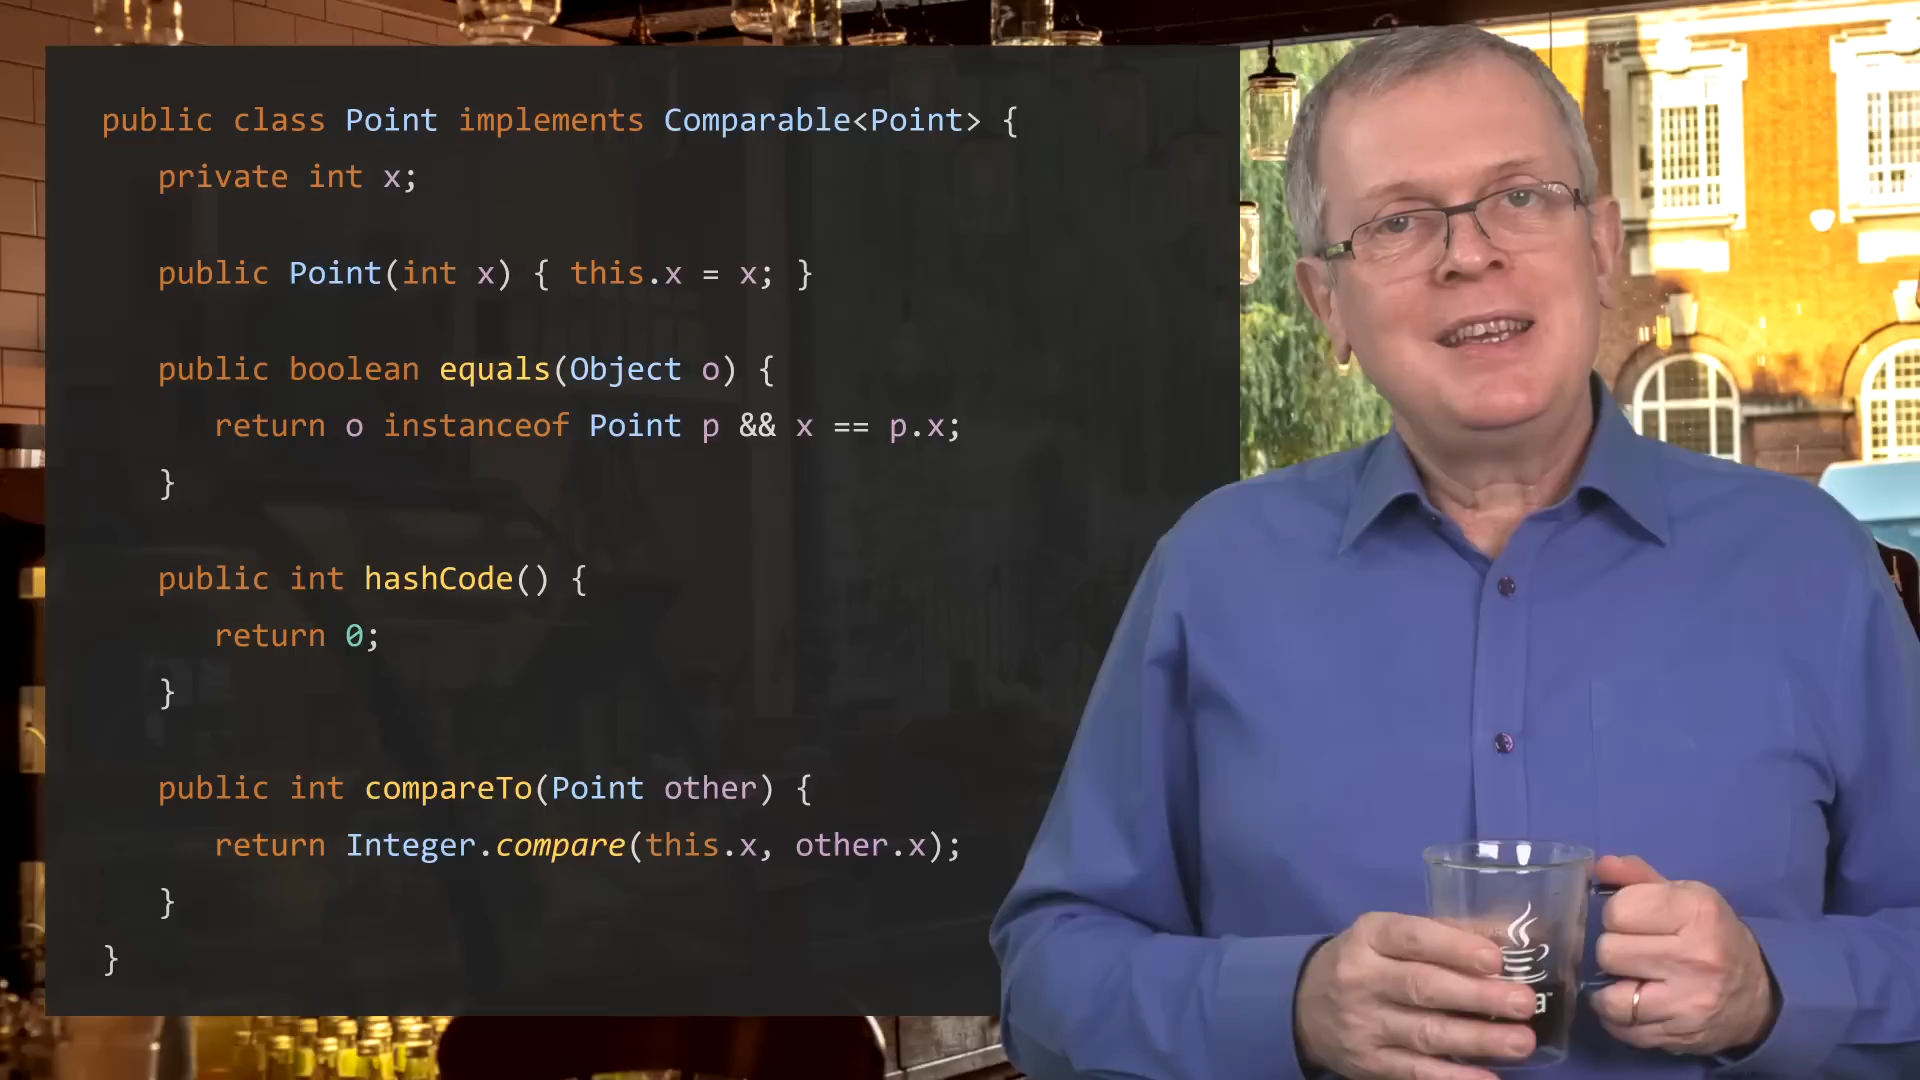 public class Point implements Comparable<Point> {
private int x;
public Point(int x) { this.x = x; }
public boolean equals(Object o) {
return o instanceof Point p && x == p.x;
}
public int hashCode() {
return 0;
}
public int compareTo(Point other) {
return Integer.compare(this.x, other.x);
}
}